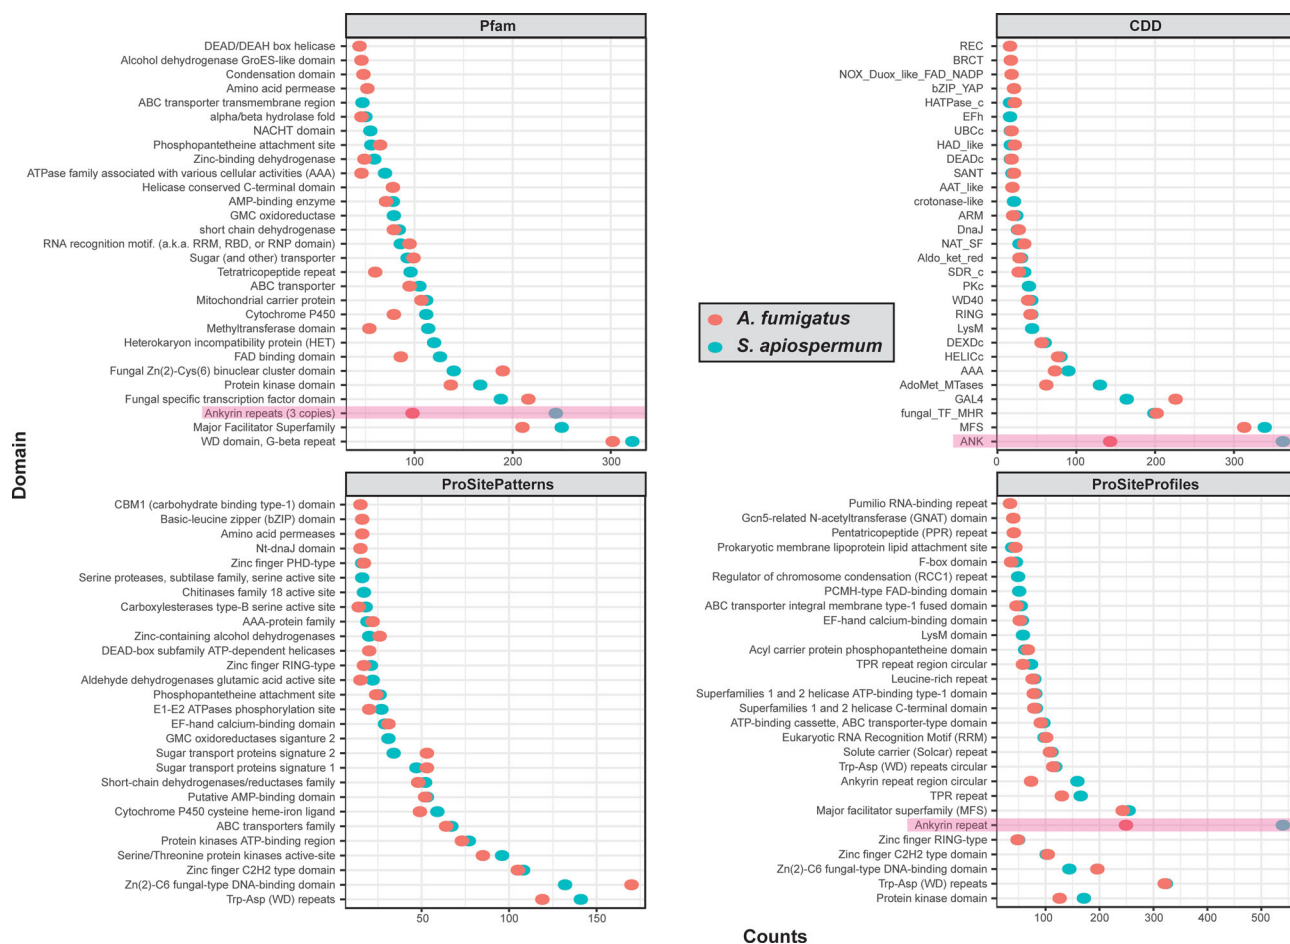 Pfam
DEAD/DEAH box helicase
Alcohol dehydrogenase GroES-like domain
Condensation domain
Amino acid permease
ABC transporter transmembrane region
alpha/beta hydrolase fold
NACHT domain
Phosphopantetheine attachment site
Zinc-binding dehydrogenase
ATPase family associated with various cellular activities (AAA)
Helicase conserved C-terminal domain
AMP-binding enzyme
GMC oxidoreductase
short chain dehydrogenase
RNA recognition motif. (a.k.a. RRM, RBD, or RNP domain)
Sugar (and other) transporter
Tetratricopeptide repeat
ABC transporter
Mitochondrial carrier protein
Cytochrome P450
Methyltransferase domain
Heterokaryon incompatibility protein (HET)
FAD binding domain
Fungal Zn(2)-Cys(6) binuclear cluster domain
Protein kinase domain
Fungal specific transcription factor domain
Ankyrin repeats (3 copies)
Major Facilitator Superfamily
WD domain, G-beta repeat
100 200 300
CDD
REC
BRCT
NOX_Duox_like_FAD_NADP
bZIP_YAP
HATPase_c
EFh
UBCc
HAD_like
DEADc
SANT
AAT_like
crotonase-like
ARM
DnaJ
NAT_SF
Aldo_ket_red
SDR_c
PKc
WD40
RING
LysM
DEXDc
HELICc
AAA
AdoMet_MTases
GAL4
fungal_TF_MHR
MFS
ANK
0 100 200 300
A. fumigatus
S. apiospermum
Domain
ProSitePatterns
CBM1 (carbohydrate binding type-1) domain
Basic-leucine zipper (bZIP) domain
Amino acid permeases
Nt-dnaJ domain
Zinc finger PHD-type
Serine proteases, subtilase family, serine active site
Chitinases family 18 active site
Carboxylesterases type-B serine active site
AAA-protein family
Zinc-containing alcohol dehydrogenases
DEAD-box subfamily ATP-dependent helicases
Zinc finger RING-type
Aldehyde dehydrogenases glutamic acid active site
Phosphopantetheine attachment site
E1-E2 ATPases phosphorylation site
EF-hand calcium-binding domain
GMC oxidoreductases siganture 2
Sugar transport proteins signature 2
Sugar transport proteins signature 1
Short-chain dehydrogenases/reductases family
Putative AMP-binding domain
Cytochrome P450 cysteine heme-iron ligand
ABC transporters family
Protein kinases ATP-binding region
Serine/Threonine protein kinases active-site
Zinc finger C2H2 type domain
Zn(2)-C6 fungal-type DNA-binding domain
Trp-Asp (WD) repeats
50 100 150
ProSiteProfiles
Pumilio RNA-binding repeat
Gcn5-related N-acetyltransferase (GNAT) domain
Pentatricopeptide (PPR) repeat
Prokaryotic membrane lipoprotein lipid attachment site
F-box domain
Regulator of chromosome condensation (RCC1) repeat
PCMH-type FAD-binding domain
ABC transporter integral membrane type-1 fused domain
EF-hand calcium-binding domain
LysM domain
Acyl carrier protein phosphopantetheine domain
TPR repeat region circular
Leucine-rich repeat
Superfamilies 1 and 2 helicase ATP-binding type-1 domain
Superfamilies 1 and 2 helicase C-terminal domain
ATP-binding cassette, ABC transporter-type domain
Eukaryotic RNA Recognition Motif (RRM)
Solute carrier (Solcar) repeat
Trp-Asp (WD) repeats circular
Ankyrin repeat region circular
TPR repeat
Major facilitator superfamily (MFS)
Ankyrin repeat
Zinc finger RING-type
Zinc finger C2H2 type domain
Zn(2)-C6 fungal-type DNA-binding domain
Trp-Asp (WD) repeats
Protein kinase domain
100 200 300 400 500
Counts